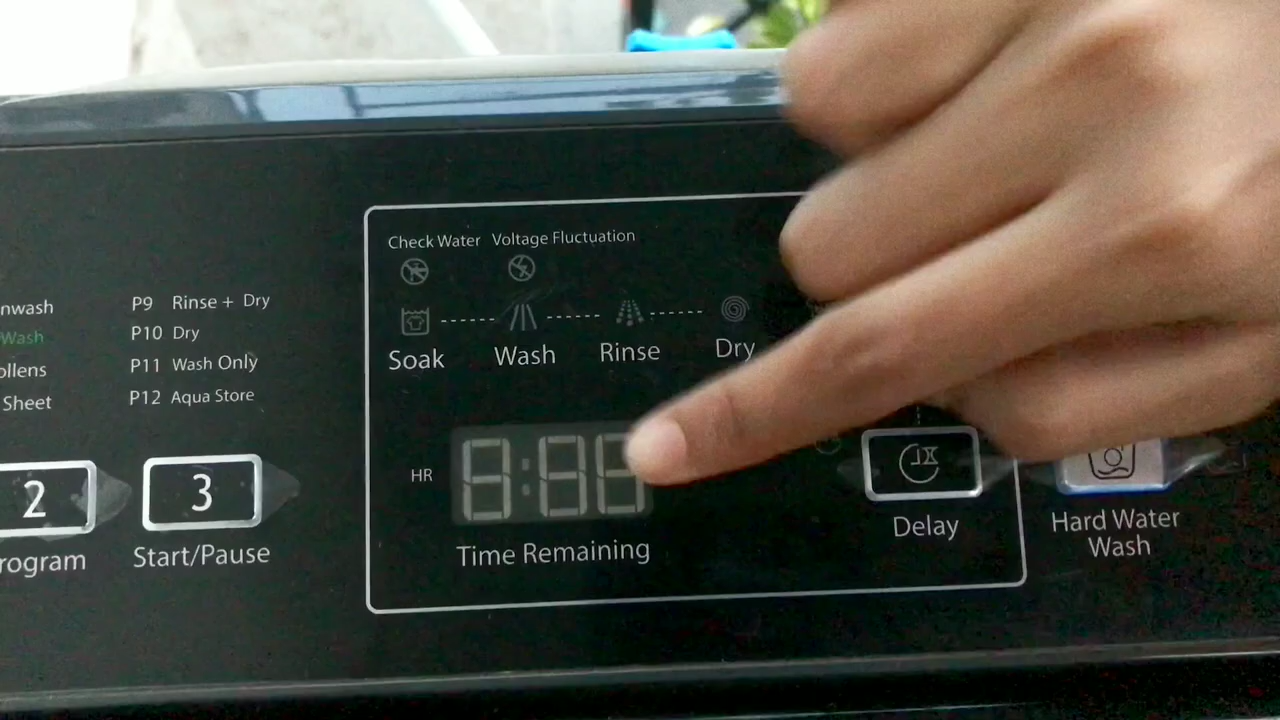 Check Water Voltage Fluctuation
nwash
Wash
ollens
Sheet
P9 Rinse + Dry
P10 Dry
P11 Wash Only
P12 Aqua Store
Soak Wash Rinse Dry
HR
Time Remaining
2
rogram
3
Start/Pause
Delay
Hard Water
Wash